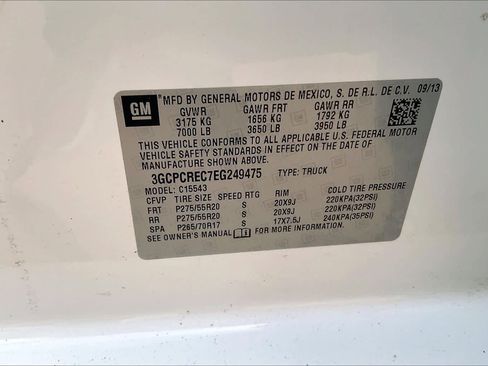 GM
MFD BY GENERAL MOTORS DE MEXICO, S. DE R.L. DE C.V. 09/13
GVWR GAWR FRT GAWR RR
3175 KG 1656 KG 1792 KG
7000 LB 3650 LB 3950 LB
THIS VEHICLE CONFORMS TO ALL APPLICABLE U.S. FEDERAL MOTOR
VEHICLE SAFETY STANDARDS IN EFFECT ON THE DATE OF
MANUFACTURE SHOWN ABOVE.
3GCPCREC7EG249475 TYPE: TRUCK
MODEL: C15543
CFVP TIRE SIZE SPEED RTG RIM COLD TIRE PRESSURE
FRT P275/55R20 S 20X9J 220KPA(32PSI)
RR P275/55R20 S 20X9J 220KPA(32PSI)
SPA P265/70R17 S 17X7.5J 240KPA(35PSI)
SEE OWNER'S MANUAL FOR MORE INFORMATION.